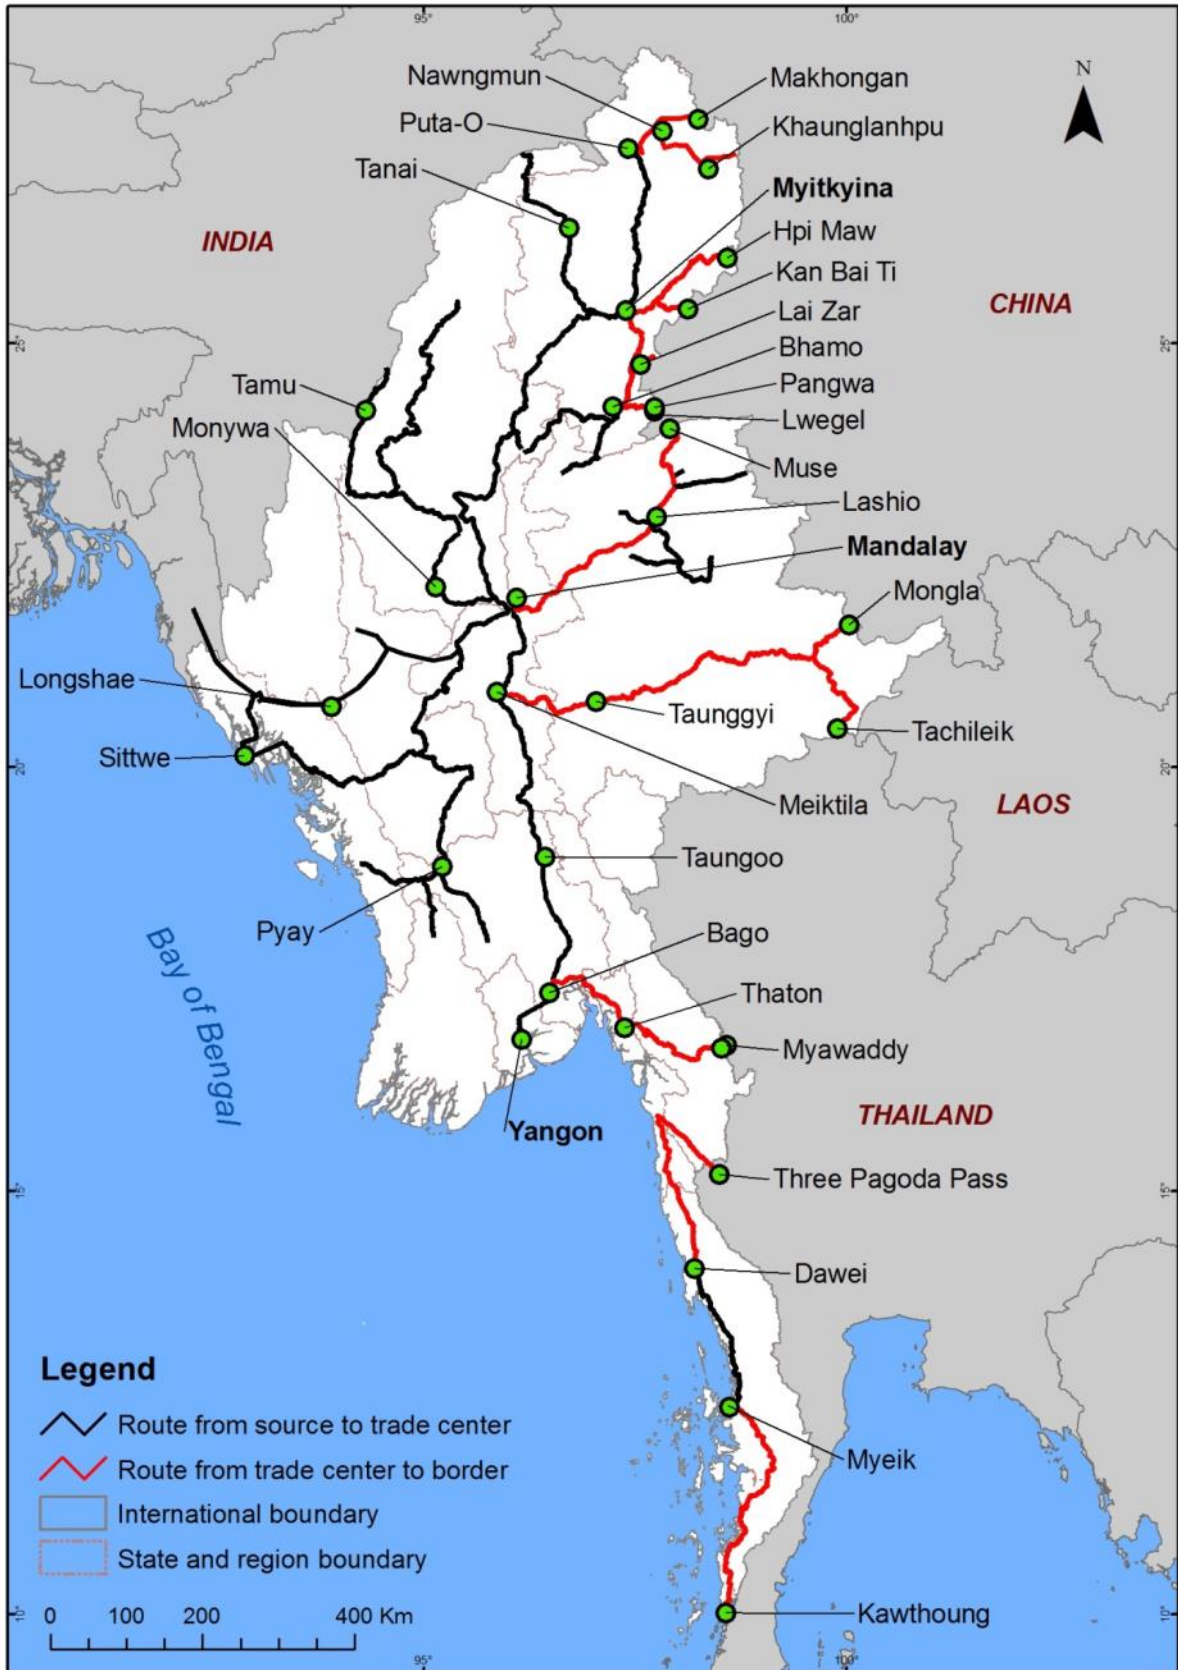 95°
100°
N
Nawngmun
Makhongan
Puta-O
Khaunglanhpu
Tanai
Myitkyina
INDIA
Hpi Maw
Kan Bai Ti
CHINA
Lai Zar
25°
25°
Bhamo
Tamu
Pangwa
Monywa
Lwegel
Muse
Lashio
Mandalay
Mongla
Longshae
Taunggyi
Tachileik
Sittwe
20°
20°
Meiktila
LAOS
Taungoo
Pyay
Bago
Bay of Bengal
Thaton
Myawaddy
THAILAND
Yangon
Three Pagoda Pass
15°
15°
Dawei
Legend
Route from source to trade center
Myeik
Route from trade center to border
International boundary
State and region boundary
0 100 200 400 Km
Kawthoung
10°
10°
95°
100°